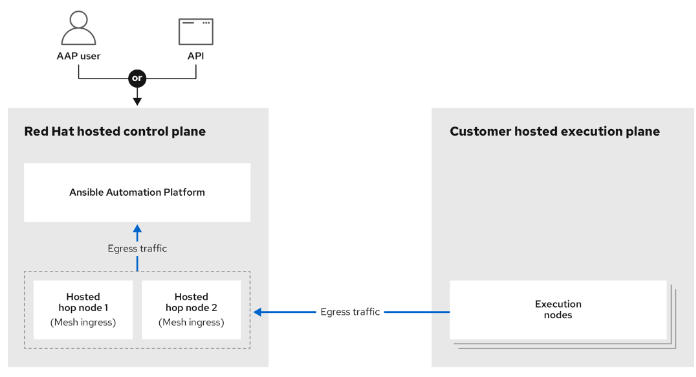 AAP user
API
or
Red Hat hosted control plane
Customer hosted execution plane
Ansible Automation Platform
Egress traffic
Hosted
hop node 1
(Mesh ingress)
Hosted
hop node 2
(Mesh ingress)
Egress traffic
Execution
nodes